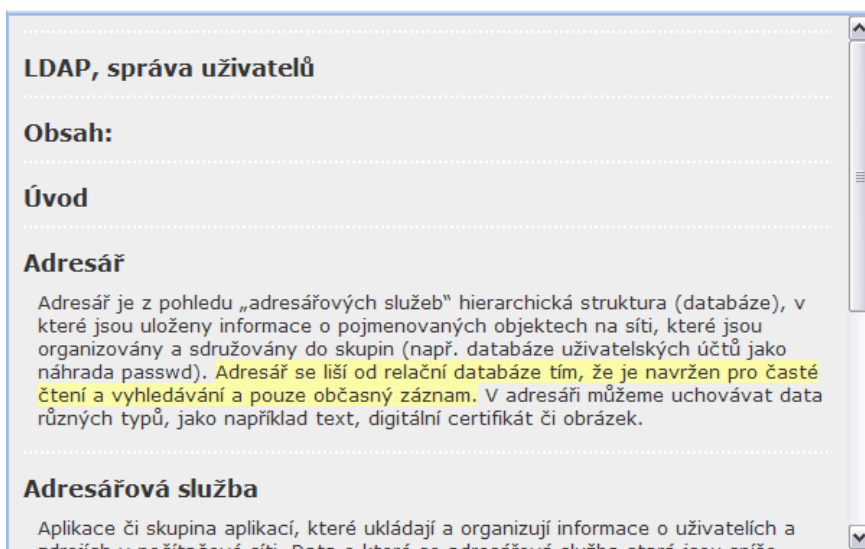 LDAP, správa uživatelů
Obsah:
Úvod
Adresář
Adresář je z pohledu „adresářových služeb“ hierarchická struktura (databáze), v
které jsou uloženy informace o pojmenovaných objektech na síti, které jsou
organizovány a sdružovány do skupin (např. databáze uživatelských účtů jako
náhrada passwd). Adresář se liší od relační databáze tím, že je navržen pro časté
čtení a vyhledávání a pouze občasný záznam. V adresáři můžeme uchovávat data
různých typů, jako například text, digitální certifikát či obrázek.
Adresářová služba
Aplikace či skupina aplikací, které ukládají a organizují informace o uživatelích a